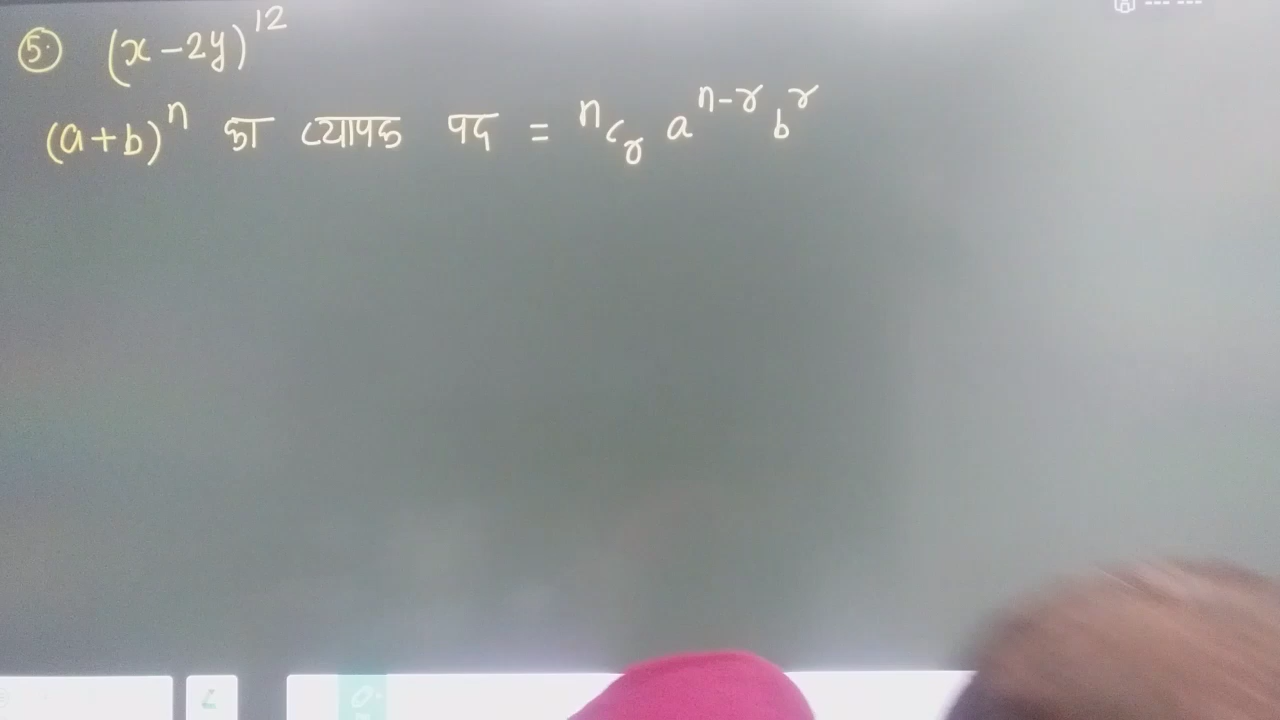 5. (x-2y)^12
(a+b)^n का व्यापक पद = nCr a^n-r b^r